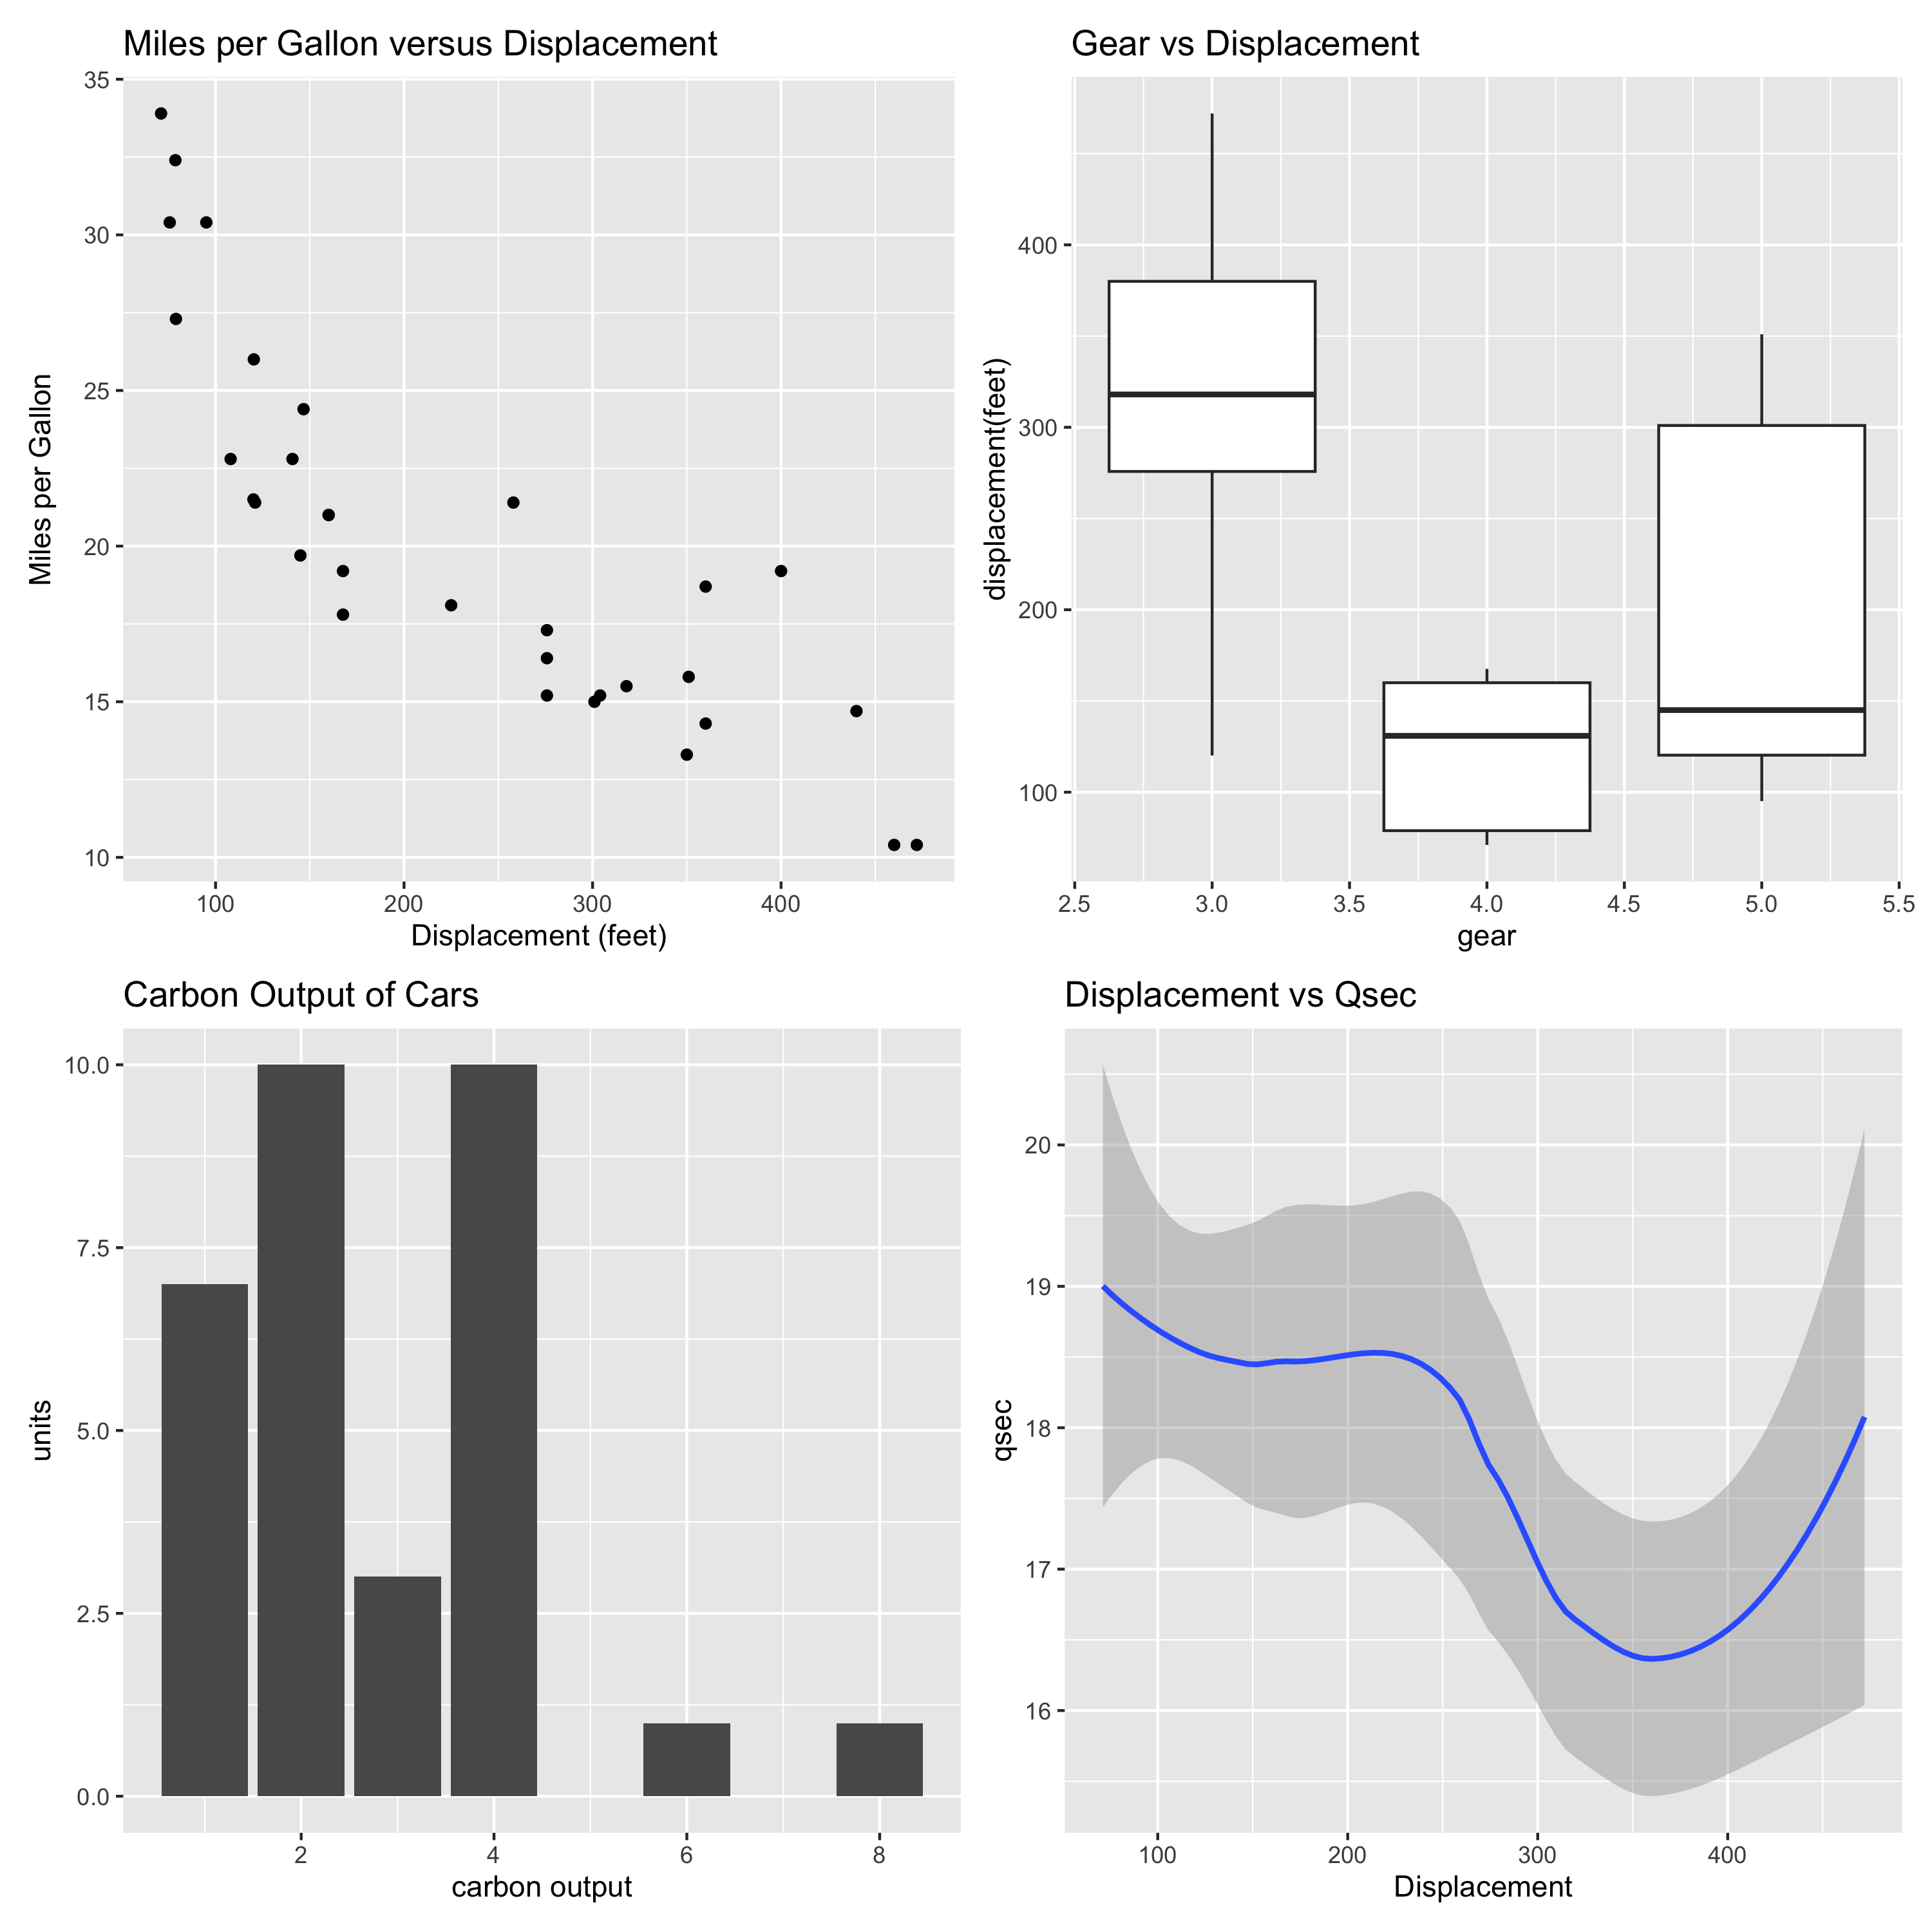 Miles per Gallon versus Displacement
35
30
25
20
15
10
Miles per Gallon
100 200 300 400
Displacement (feet)
Gear vs Displacement
400
300
200
100
displacement(feet)
2.5 3.0 3.5 4.0 4.5 5.0 5.5
gear
Carbon Output of Cars
10.0
7.5
5.0
2.5
0.0
units
2 4 6 8
carbon output
Displacement vs Qsec
20
19
18
17
16
qsec
100 200 300 400
Displacement